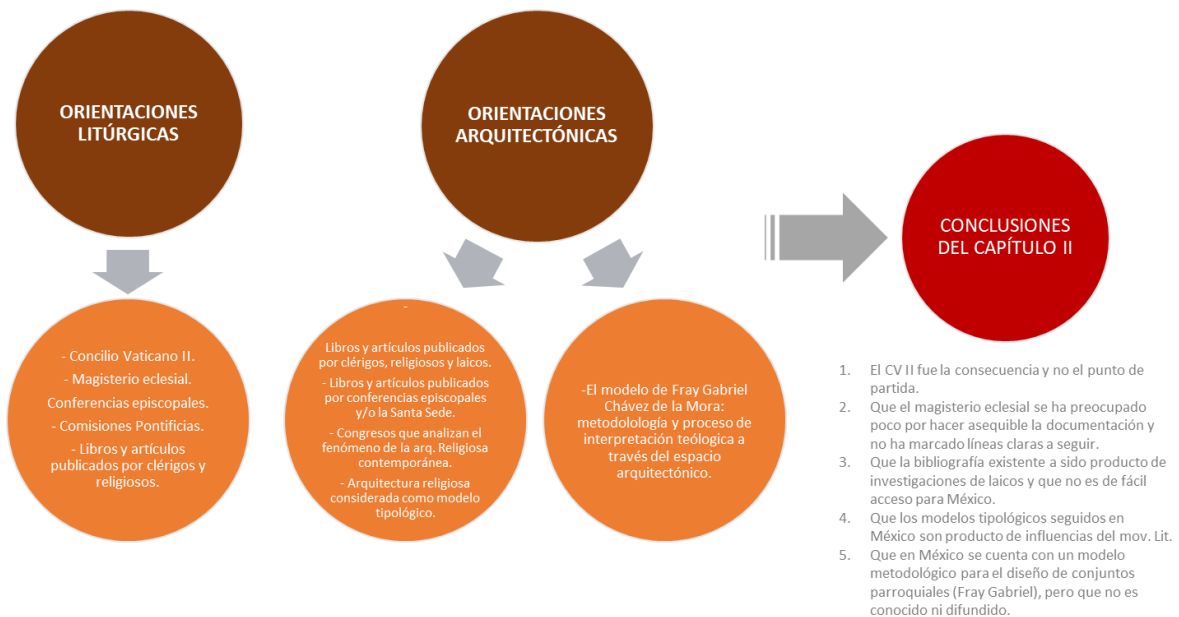 ORIENTACIONES
LITÚRGICAS
ORIENTACIONES
ARQUITECTÓNICAS
CONCLUSIONES
DEL CAPÍTULO II
- Concilio Vaticano II.
- Magisterio eclesial.
Conferencias episcopales.
- Comisiones Pontificias.
- Libros y artículos
publicados por clérigos y
religiosos.
-
Libros y artículos publicados
por clérigos, religiosos y laicos.
- Libros y artículos publicados
por conferencias episcopales
y/o la Santa Sede.
- Congresos que analizan el
fenómeno de la arq. Religiosa
contemporánea.
- Arquitectura religiosa
considerada como modelo
tipológico.
-El modelo de Fray Gabriel
Chávez de la Mora:
metodolología y proceso de
interpretación teólogica a
través del espacio
arquitectónico.
1. El CV II fue la consecuencia y no el punto de
partida.
2. Que el magisterio eclesial se ha preocupado
poco por hacer asequible la documentación y
no ha marcado líneas claras a seguir.
3. Que la bibliografía existente a sido producto de
investigaciones de laicos y que no es de fácil
acceso para México.
4. Que los modelos tipológicos seguidos en
México son producto de influencias del mov. Lit.
5. Que en México se cuenta con un modelo
metodológico para el diseño de conjuntos
parroquiales (Fray Gabriel), pero que no es
conocido ni difundido.